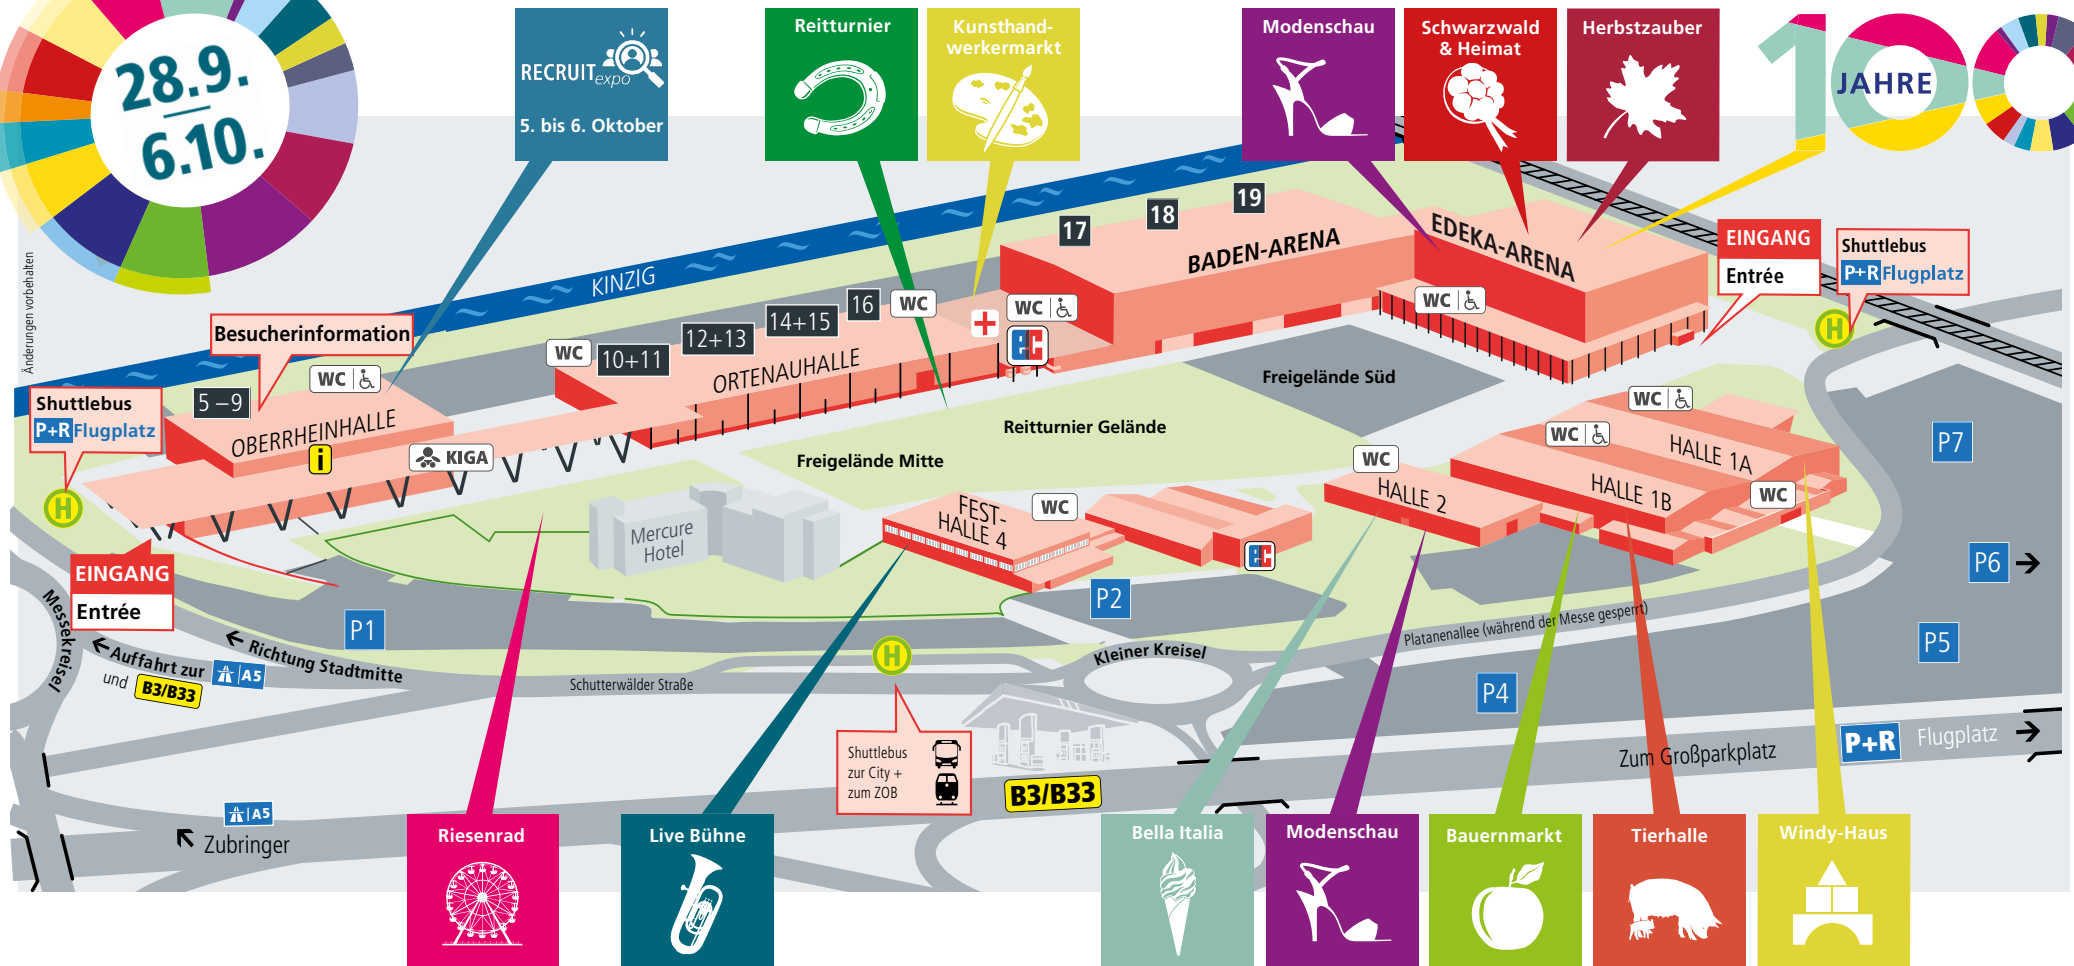 28.9.
6.10.
RECRUIT expo
5. bis 6. Oktober
Reitturnier
Kunsthand-
werkermarkt
Modenschau
Schwarzwald
& Heimat
Herbstzauber
100
JAHRE
Änderungen vorbehalten
KINZIG
17
18
19
BADEN-ARENA
EDEKA-ARENA
EINGANG
Entrée
Shuttlebus
P+R Flugplatz
H
Besucherinformation
WC
5 – 9
OBERRHEINHALLE
i
KIGA
Shuttlebus
P+R Flugplatz
H
WC
10+11
12+13
14+15
16
WC
ORTENAUHALLE
WC
EC
WC
Freigelände Süd
Reitturnier Gelände
Freigelände Mitte
WC
HALLE 1A
WC
HALLE 1B
WC
WC
HALLE 2
FEST-
HALLE 4
WC
EC
Mercure
Hotel
EINGANG
Entrée
P1
P2
P4
P5
P6
P7
Messekreisel
Auffahrt zur A5
und B3/B33
Richtung Stadtmitte
Schutterwälder Straße
H
Kleiner Kreisel
Platanenallee (während der Messe gesperrt)
Shuttlebus
zur City +
zum ZOB
B3/B33
Zum Großparkplatz
P+R Flugplatz
A5
Zubringer
Riesenrad
Live Bühne
Bella Italia
Modenschau
Bauernmarkt
Tierhalle
Windy-Haus